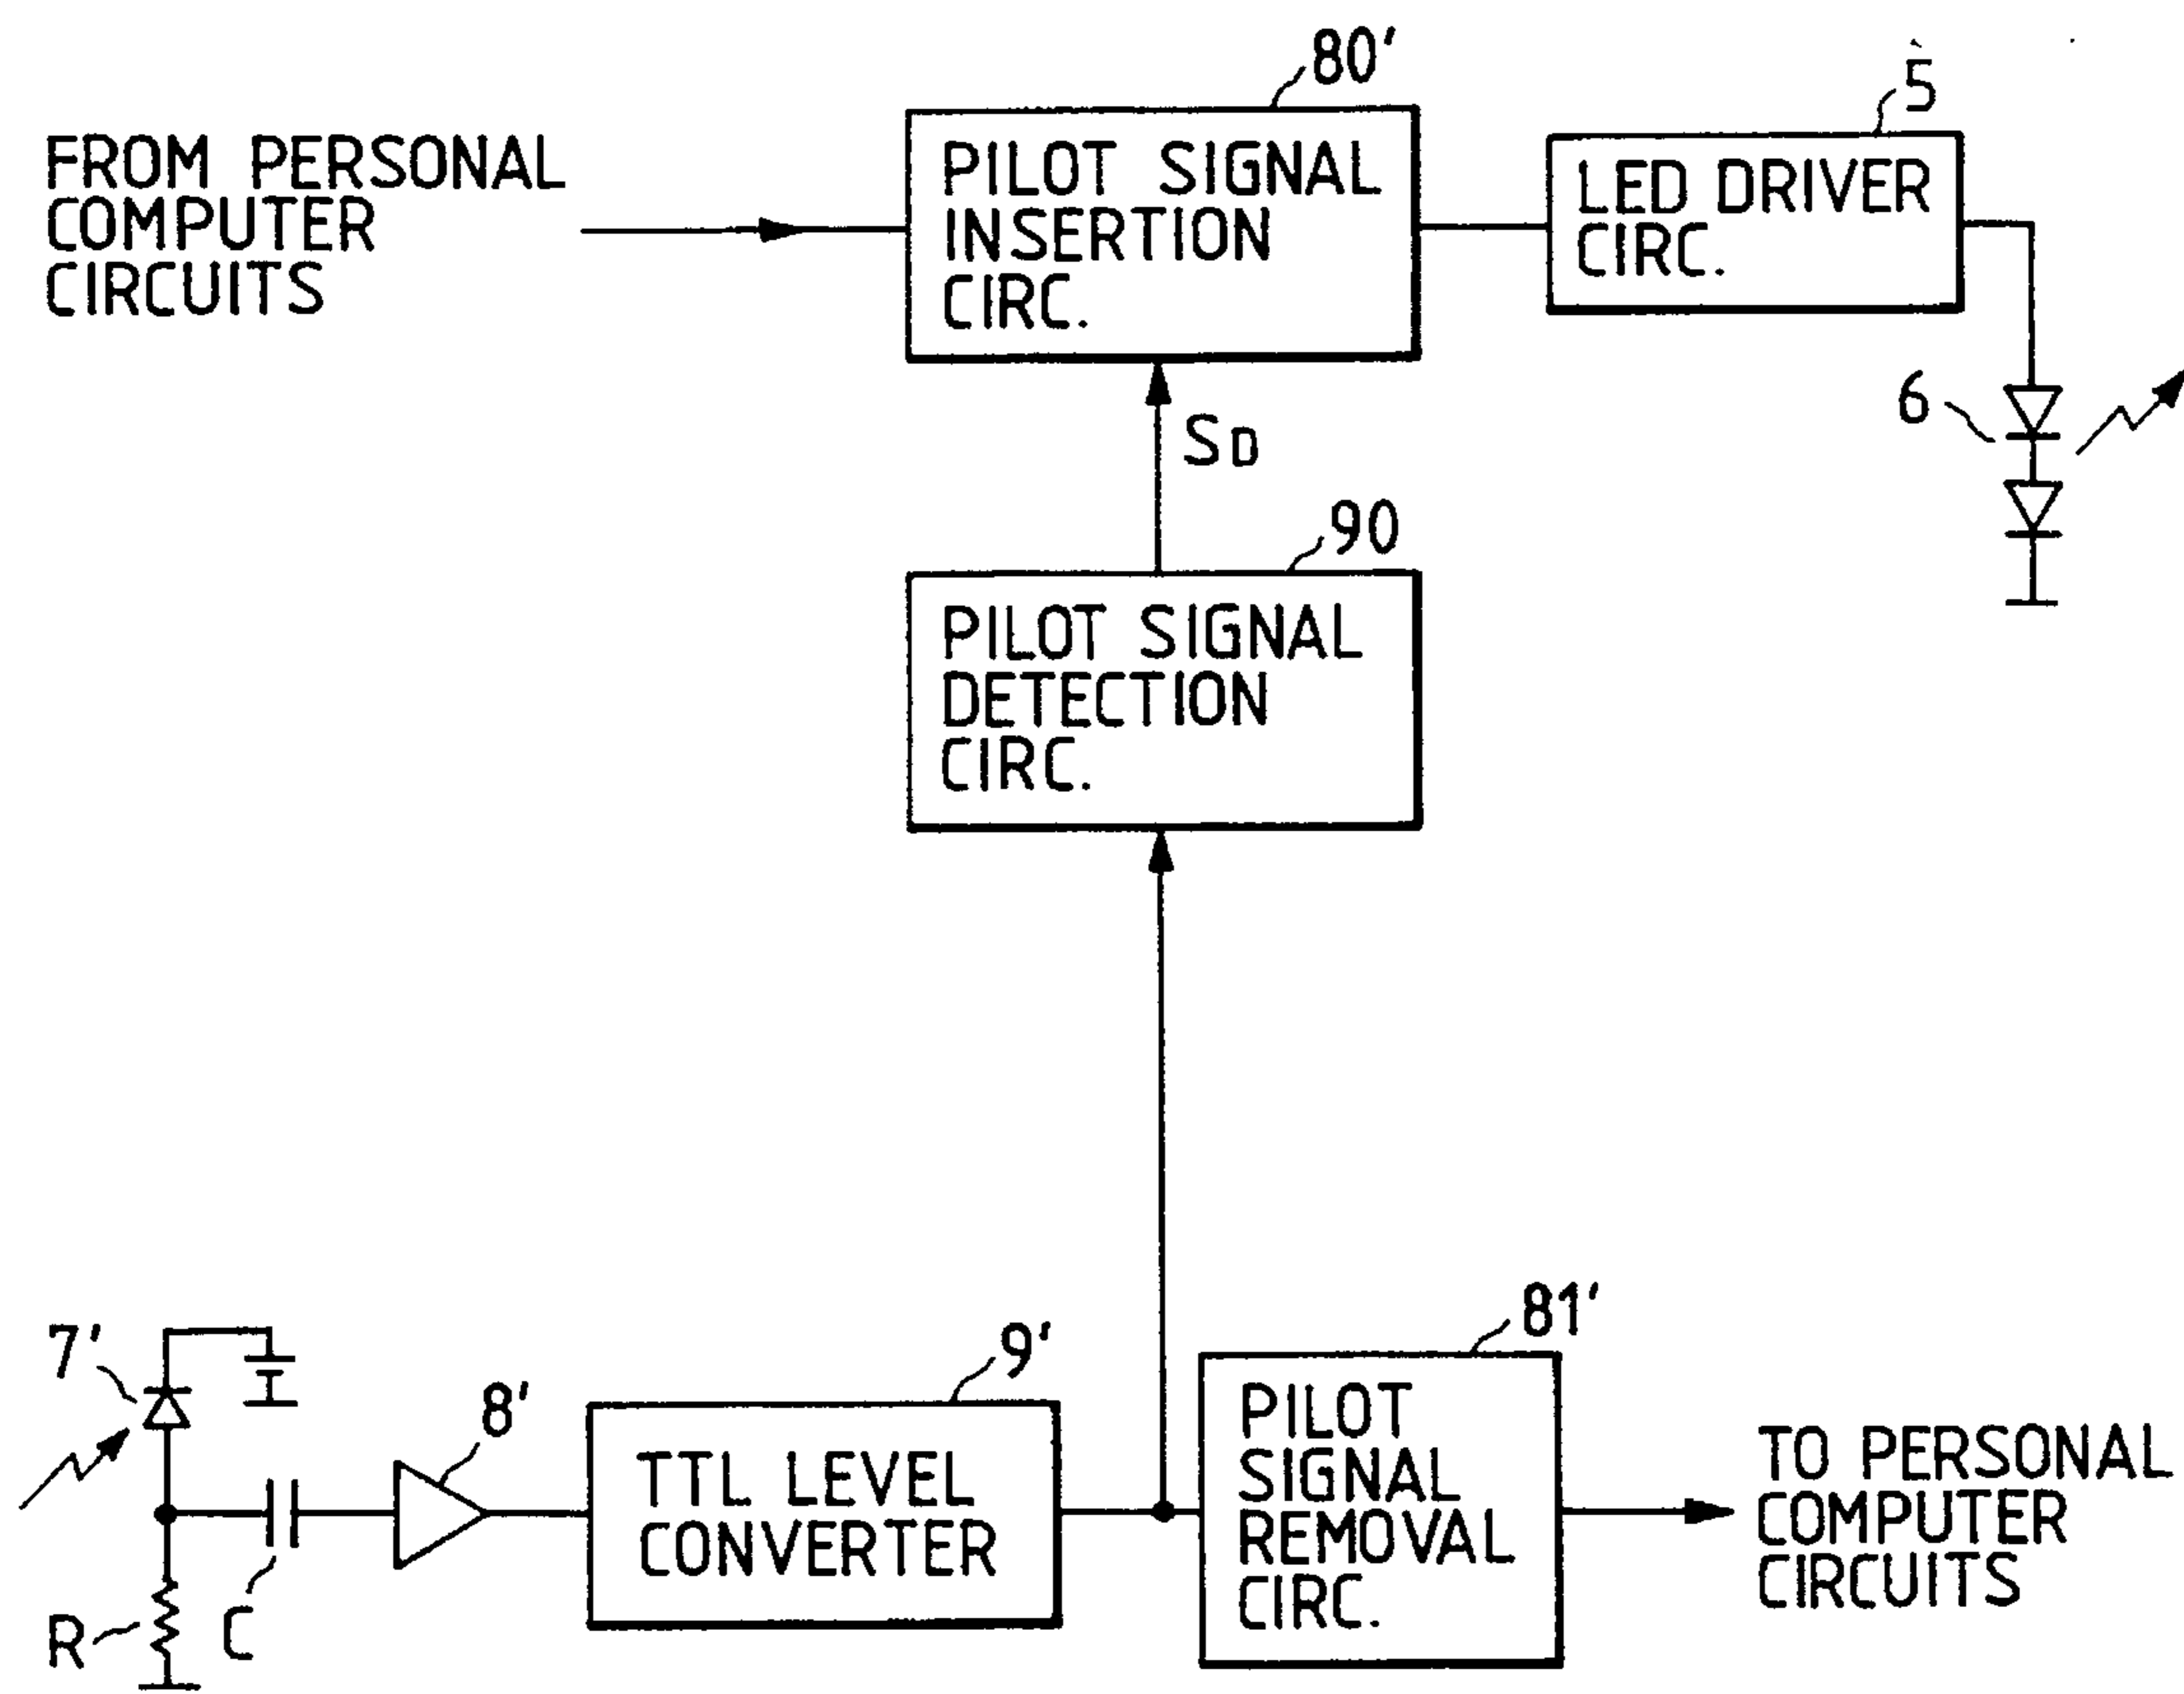 80'
5
FROM PERSONAL
COMPUTER
CIRCUITS
PILOT SIGNAL
INSERTION
CIRC.
LED DRIVER
CIRC.
6
SD
90
PILOT SIGNAL
DETECTION
CIRC.
7'
8'
9'
81'
TTL LEVEL
CONVERTER
PILOT
SIGNAL
REMOVAL
CIRC.
TO PERSONAL
COMPUTER
CIRCUITS
R
C